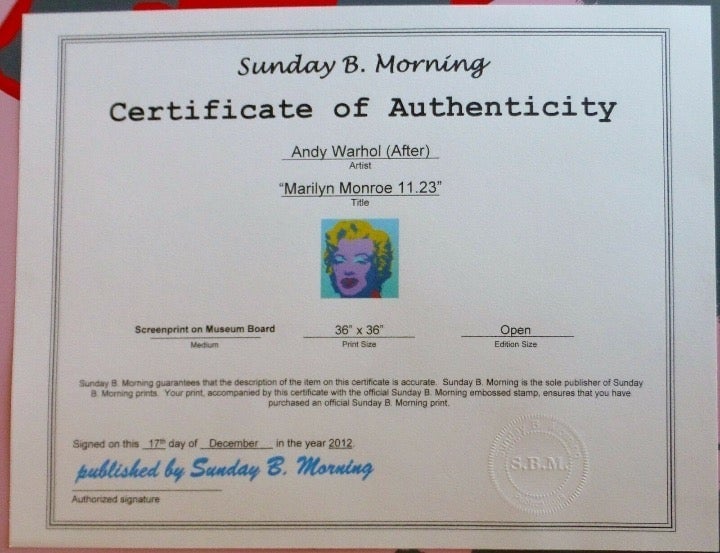 Sunday B. Morning
Certificate of Authenticity
Andy Warhol (After)
Artist
“Marilyn Monroe 11.23”
Title
Screenprint on Museum Board 36” x 36” Open
Medium Print Size Edition Size
Sunday B. Morning guarantees that the description of the item on this certificate is accurate. Sunday B. Morning is the sole publisher of Sunday
B. Morning prints. Your print, accompanied by this certificate with the official Sunday B. Morning embossed stamp, ensures that you have
purchased an official Sunday B. Morning print.
Signed on this 17th day of December in the year 2012.
published by Sunday B. Morning
Authorized signature
S.B.M.